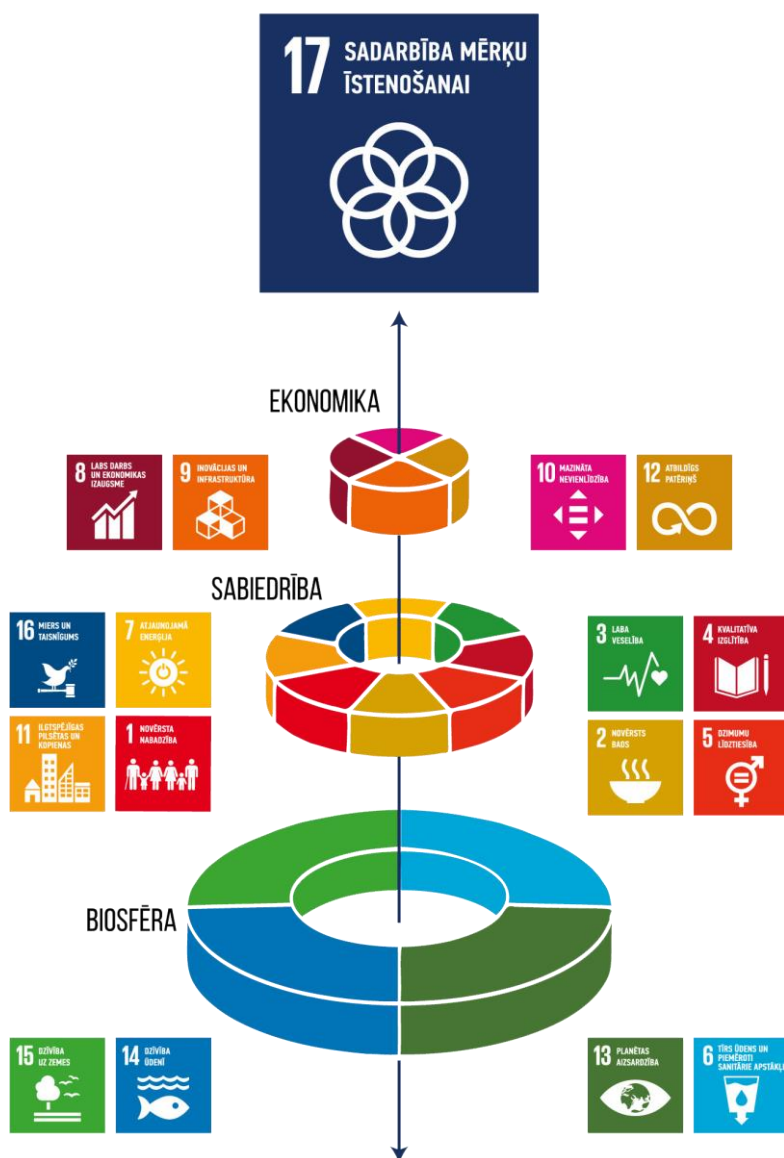 17 SADARBĪBA MĒRĶU
ĪSTENOŠANAI
EKONOMIKA
8 LABS DARBS
UN EKONOMIKAS
IZAUGSME
9 INOVĀCIJAS UN
INFRASTRUKTŪRA
10 MAZINĀTA
NEVIENLĪDZĪBA
12 ATBILDĪGS
PATĒRIŅŠ
SABIEDRĪBA
16 MIERS UN
TAISNĪGUMS
7 ATJAUNOJAMĀ
ENERĢIJA
3 LABA
VESELĪBA
4 KVALITATĪVA
IZGLĪTĪBA
11 ILGTSPĒJĪGAS
PILSĒTAS UN
KOPIENAS
1 NOVĒRSTA
NABADZĪBA
2 NOVĒRSTS
BADS
5 DZIMUMU
LĪDZTIESĪBA
BIOSFĒRA
15 DZĪVĪBA
UZ ZEMES
14 DZĪVĪBA
ŪDENĪ
13 PLANĒTAS
AIZSARDZĪBA
6 TĪRS ŪDENS UN
PIEMĒROTI
SANITĀRIE APSTĀKĻI